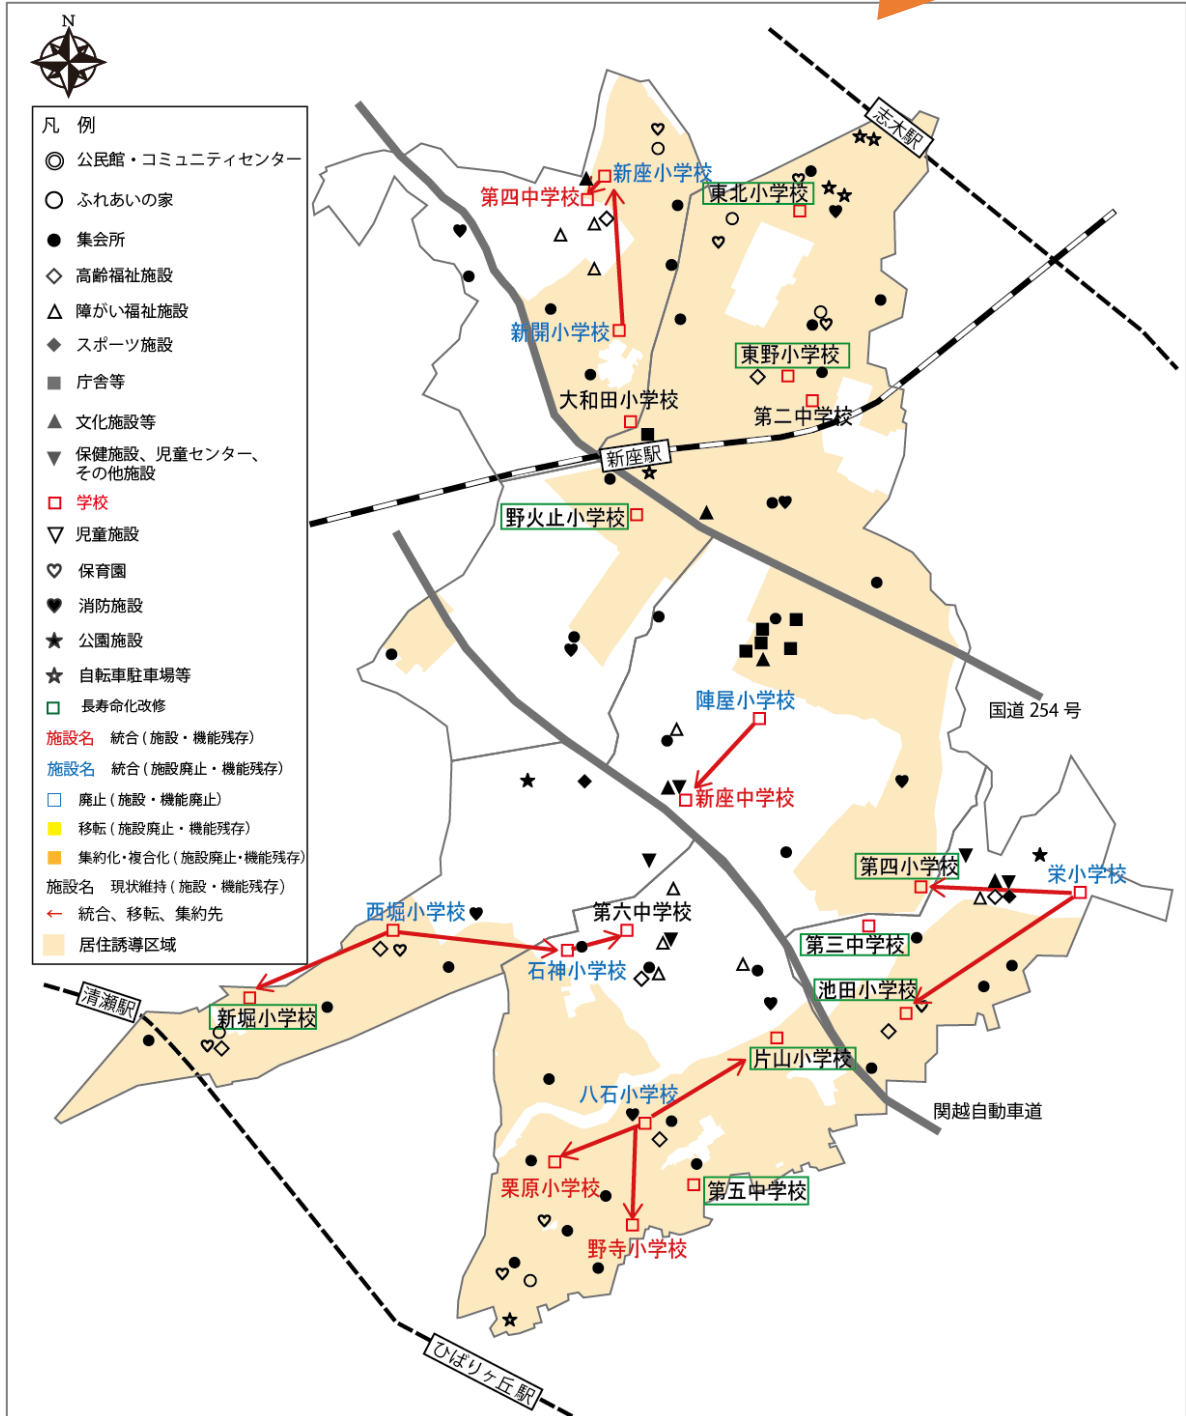 N
凡 例
公民館・コミュニティセンター
ふれあいの家
集会所
高齢福祉施設
障がい福祉施設
スポーツ施設
庁舎等
文化施設等
保健施設、児童センター、
その他施設
学校
児童施設
保育園
消防施設
公園施設
自転車駐車場等
長寿命化改修
施設名 統合(施設・機能残存)
施設名 統合(施設廃止・機能残存)
廃止(施設・機能廃止)
移転(施設廃止・機能残存)
集約化・複合化(施設廃止・機能残存)
施設名 現状維持(施設・機能残存)
← 統合、移転、集約先
居住誘導区域
志木駅
新座小学校
第四中学校
東北小学校
新開小学校
東野小学校
大和田小学校
第二中学校
新座駅
野火止小学校
国道254号
陣屋小学校
新座中学校
第四小学校
栄小学校
西堀小学校
第六中学校
第三中学校
石神小学校
池田小学校
清瀬駅
新堀小学校
片山小学校
八石小学校
関越自動車道
栗原小学校
第五中学校
野寺小学校
ひばりヶ丘駅